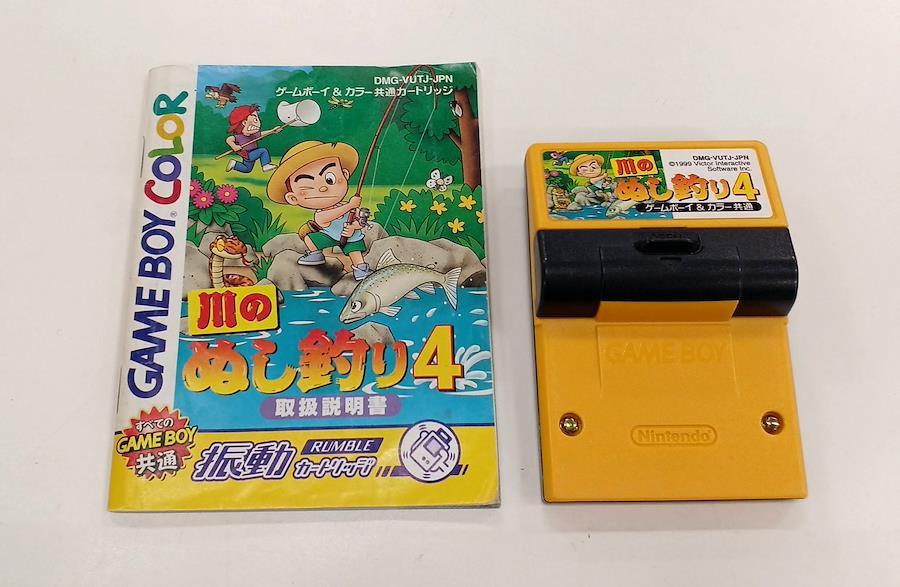 GAME BOY COLOR
DMG-VUTJ-JPN
ゲームボーイ & カラー共通カートリッジ
川の
ぬし釣り4
取扱説明書
すべての
GAME BOY
共通
振動
RUMBLE
カートリッジ
DMG-VUTJ-JPN
©1999 Victor Interactive
Software Inc.
川の
ぬし釣り4
ゲームボーイ & カラー共通
GAME BOY
Nintendo